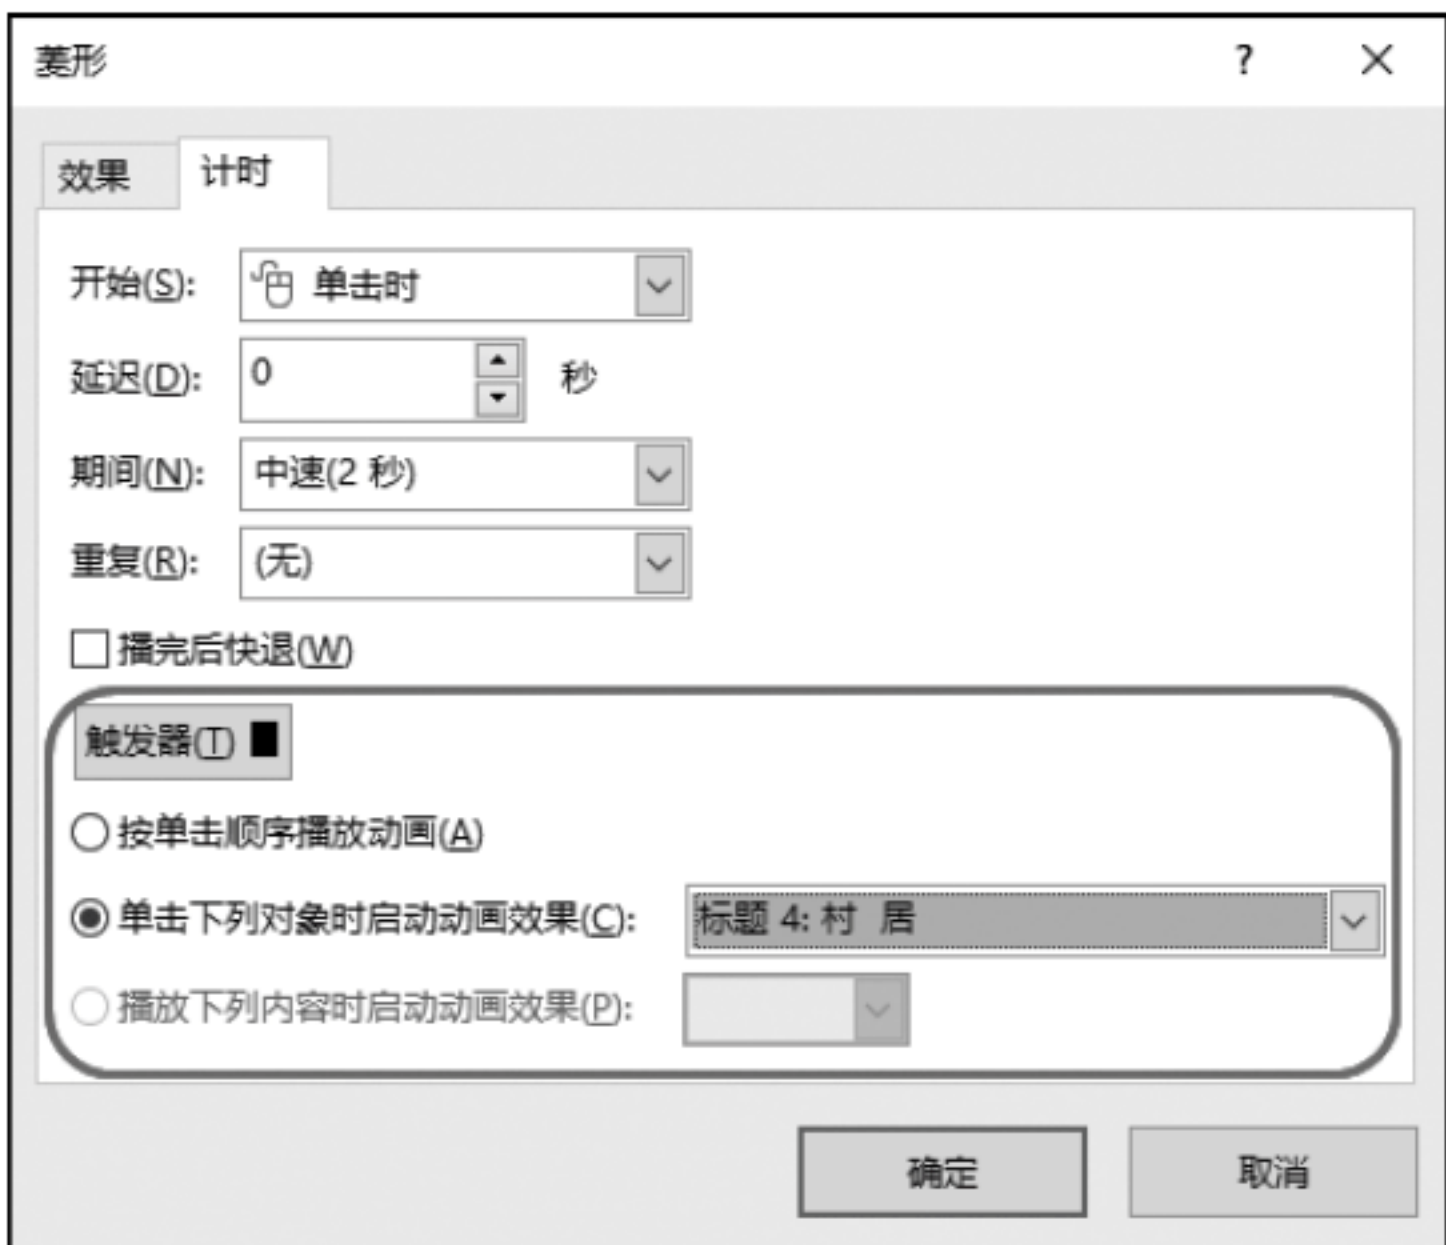 菱形 ?
效果 计时
开始(S): 单击时
延迟(D): 0 秒
期间(N): 中速(2 秒)
重复(R): (无)
播完后快退(W)
触发器(T)
按单击顺序播放动画(A)
单击下列对象时启动动画效果(C): 标题 4: 村 居
播放下列内容时启动动画效果(P):
确定 取消